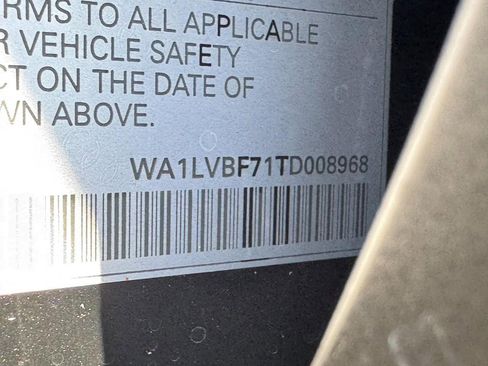 RMS TO ALL APPLICABLE
R VEHICLE SAFETY
CT ON THE DATE OF
WN ABOVE.
WA1LVBF71TD008968